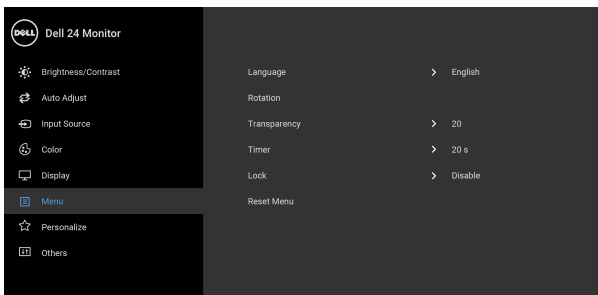 DELL Dell 24 Monitor
Brightness/Contrast
Auto Adjust
Input Source
Color
Display
Menu
Personalize
Others
Language > English
Rotation
Transparency > 20
Timer > 20 s
Lock > Disable
Reset Menu